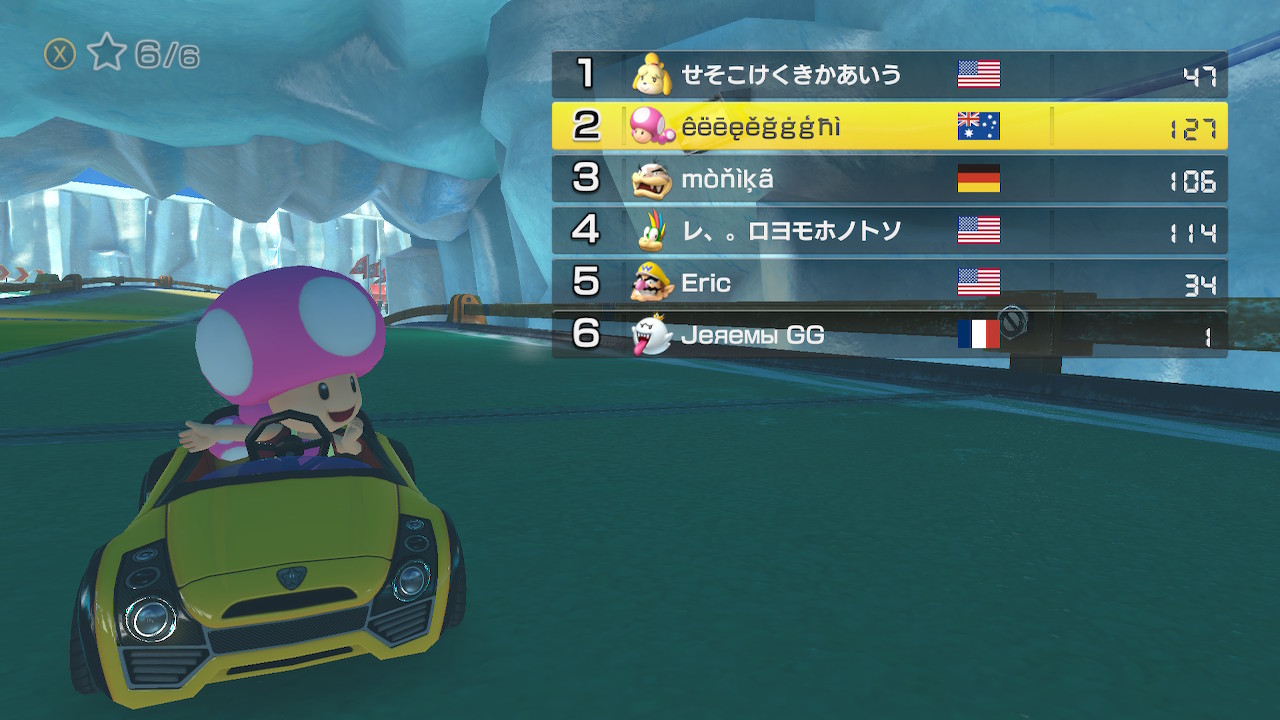 X ☆ 6/6
1 せそこけくきかあいう 47
2 êëēęěğġģħì 127
3 mòňìķã 106
4 レ、。ロヨモホノトソ 114
5 Eric 34
6 Jeяeмы GG 1